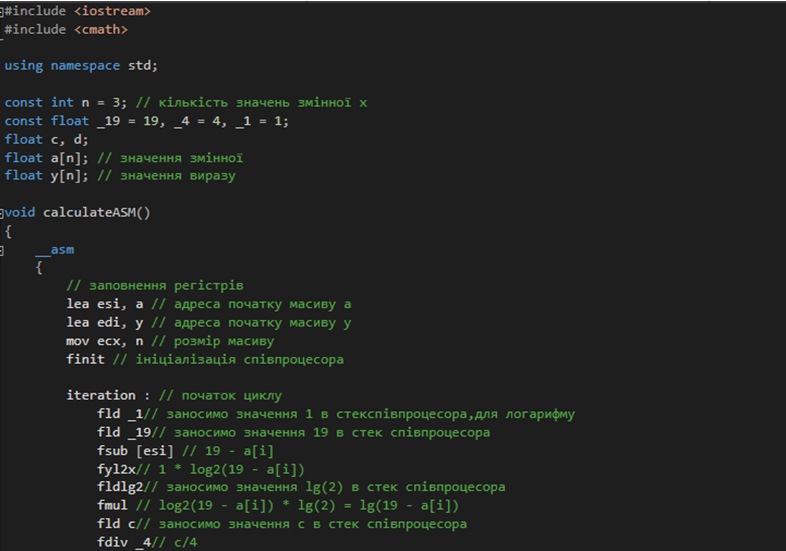 #include <iostream>
#include <cmath>
using namespace std;
const int n = 3; // кількість значень змінної x
const float _19 = 19, _4 = 4, _1 = 1;
float c, d;
float a[n]; // значення змінної
float y[n]; // значення виразу
void calculateASM()
{
__asm
{
// заповнення регістрів
lea esi, a // адреса початку масиву a
lea edi, y // адреса початку масиву y
mov ecx, n // розмір масиву
finit // ініціалізація співпроцесора
iteration : // початок циклу
fld _1// заносимо значення 1 в стекспівпроцесора,для логарифму
fld _19// заносимо значення 19 в стек співпроцесора
fsub [esi] // 19 - a[i]
fyl2x// 1 * log2(19 - a[i])
fldlg2// заносимо значення lg(2) в стек співпроцесора
fmul // log2(19 - a[i]) * lg(2) = lg(19 - a[i])
fld c// заносимо значення c в стек співпроцесора
fdiv _4// c/4